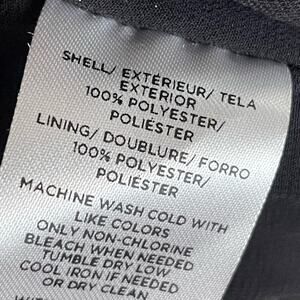 SHELL/ EXTÉRIEUR/ TELA
EXTERIOR
100% POLYESTER/
POLIÉSTER
LINING/ DOUBLURE/ FORRO
100% POLYESTER/
POLIÉSTER
MACHINE WASH COLD WITH
LIKE COLORS
ONLY NON-CHLORINE
BLEACH WHEN NEEDED
TUMBLE DRY LOW
COOL IRON IF NEEDED
OR DRY CLEAN